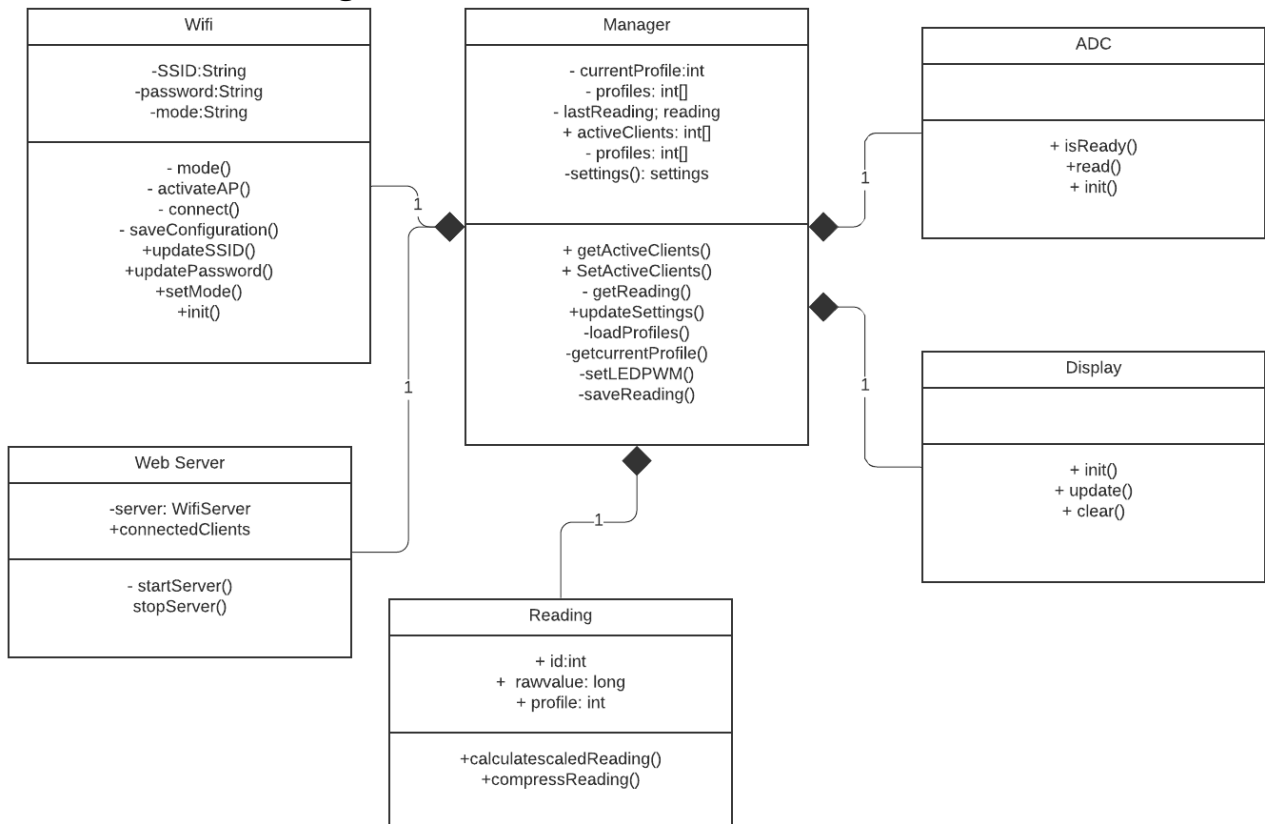 Wifi
-SSID:String
-password:String
-mode:String
- mode()
- activateAP()
- connect()
- saveConfiguration()
+updateSSID()
+updatePassword()
+setMode()
+init()
Manager
- currentProfile:int
- profiles: int[]
- lastReading; reading
+ activeClients: int[]
- profiles: int[]
-settings(): settings
+ getActiveClients()
+ SetActiveClients()
- getReading()
+updateSettings()
-loadProfiles()
-getcurrentProfile()
-setLEDPWM()
-saveReading()
ADC
+ isReady()
+read()
+ init()
1
1
1
1
1
Display
+ init()
+ update()
+ clear()
Web Server
-server: WifiServer
+connectedClients
- startServer()
stopServer()
Reading
+ id:int
+ rawvalue: long
+ profile: int
+calculatescaledReading()
+compressReading()